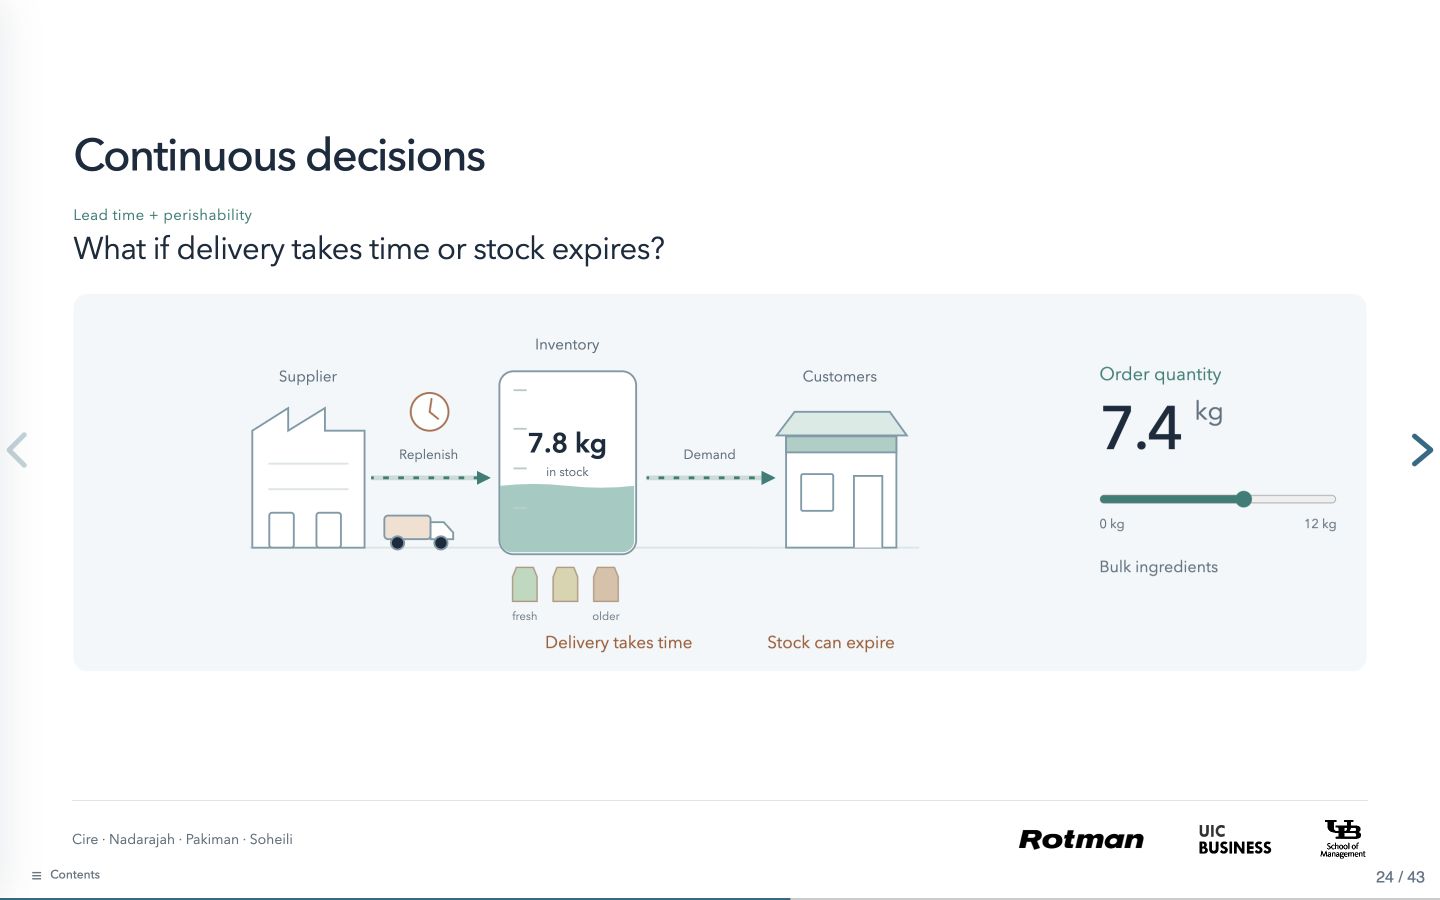 Continuous decisions
Lead time + perishability
What if delivery takes time or stock expires?
Inventory
Supplier
Customers
Order quantity
7.4 kg
7.8 kg
in stock
Replenish
Demand
0 kg
12 kg
Bulk ingredients
fresh
older
Delivery takes time
Stock can expire
Cire · Nadarajah · Pakiman · Soheili
Rotman
UIC
BUSINESS
UB
School of
Management
≡ Contents
24 / 43